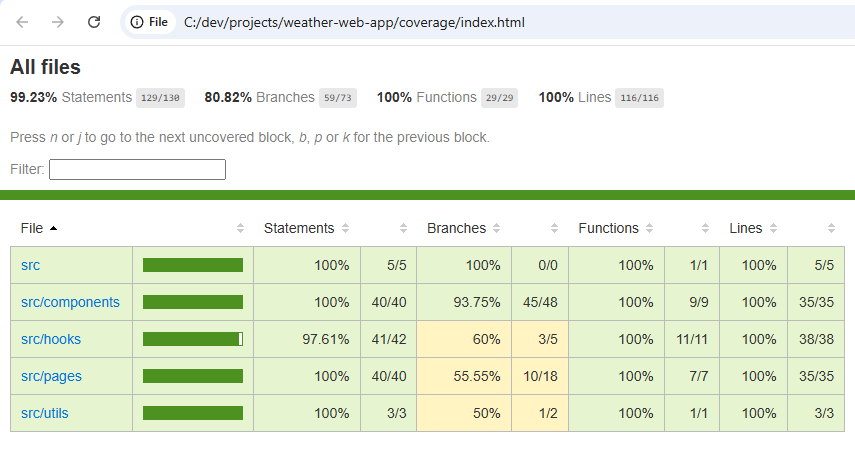 File C:/dev/projects/weather-web-app/coverage/index.html
All files
99.23% Statements 129/130 80.82% Branches 59/73 100% Functions 29/29 100% Lines 116/116
Press n or j to go to the next uncovered block, b, p or k for the previous block.
Filter:
File Statements Branches Functions Lines
src 100% 5/5 100% 0/0 100% 1/1 100% 5/5
src/components 100% 40/40 93.75% 45/48 100% 9/9 100% 35/35
src/hooks 97.61% 41/42 60% 3/5 100% 11/11 100% 38/38
src/pages 100% 40/40 55.55% 10/18 100% 7/7 100% 35/35
src/utils 100% 3/3 50% 1/2 100% 1/1 100% 3/3